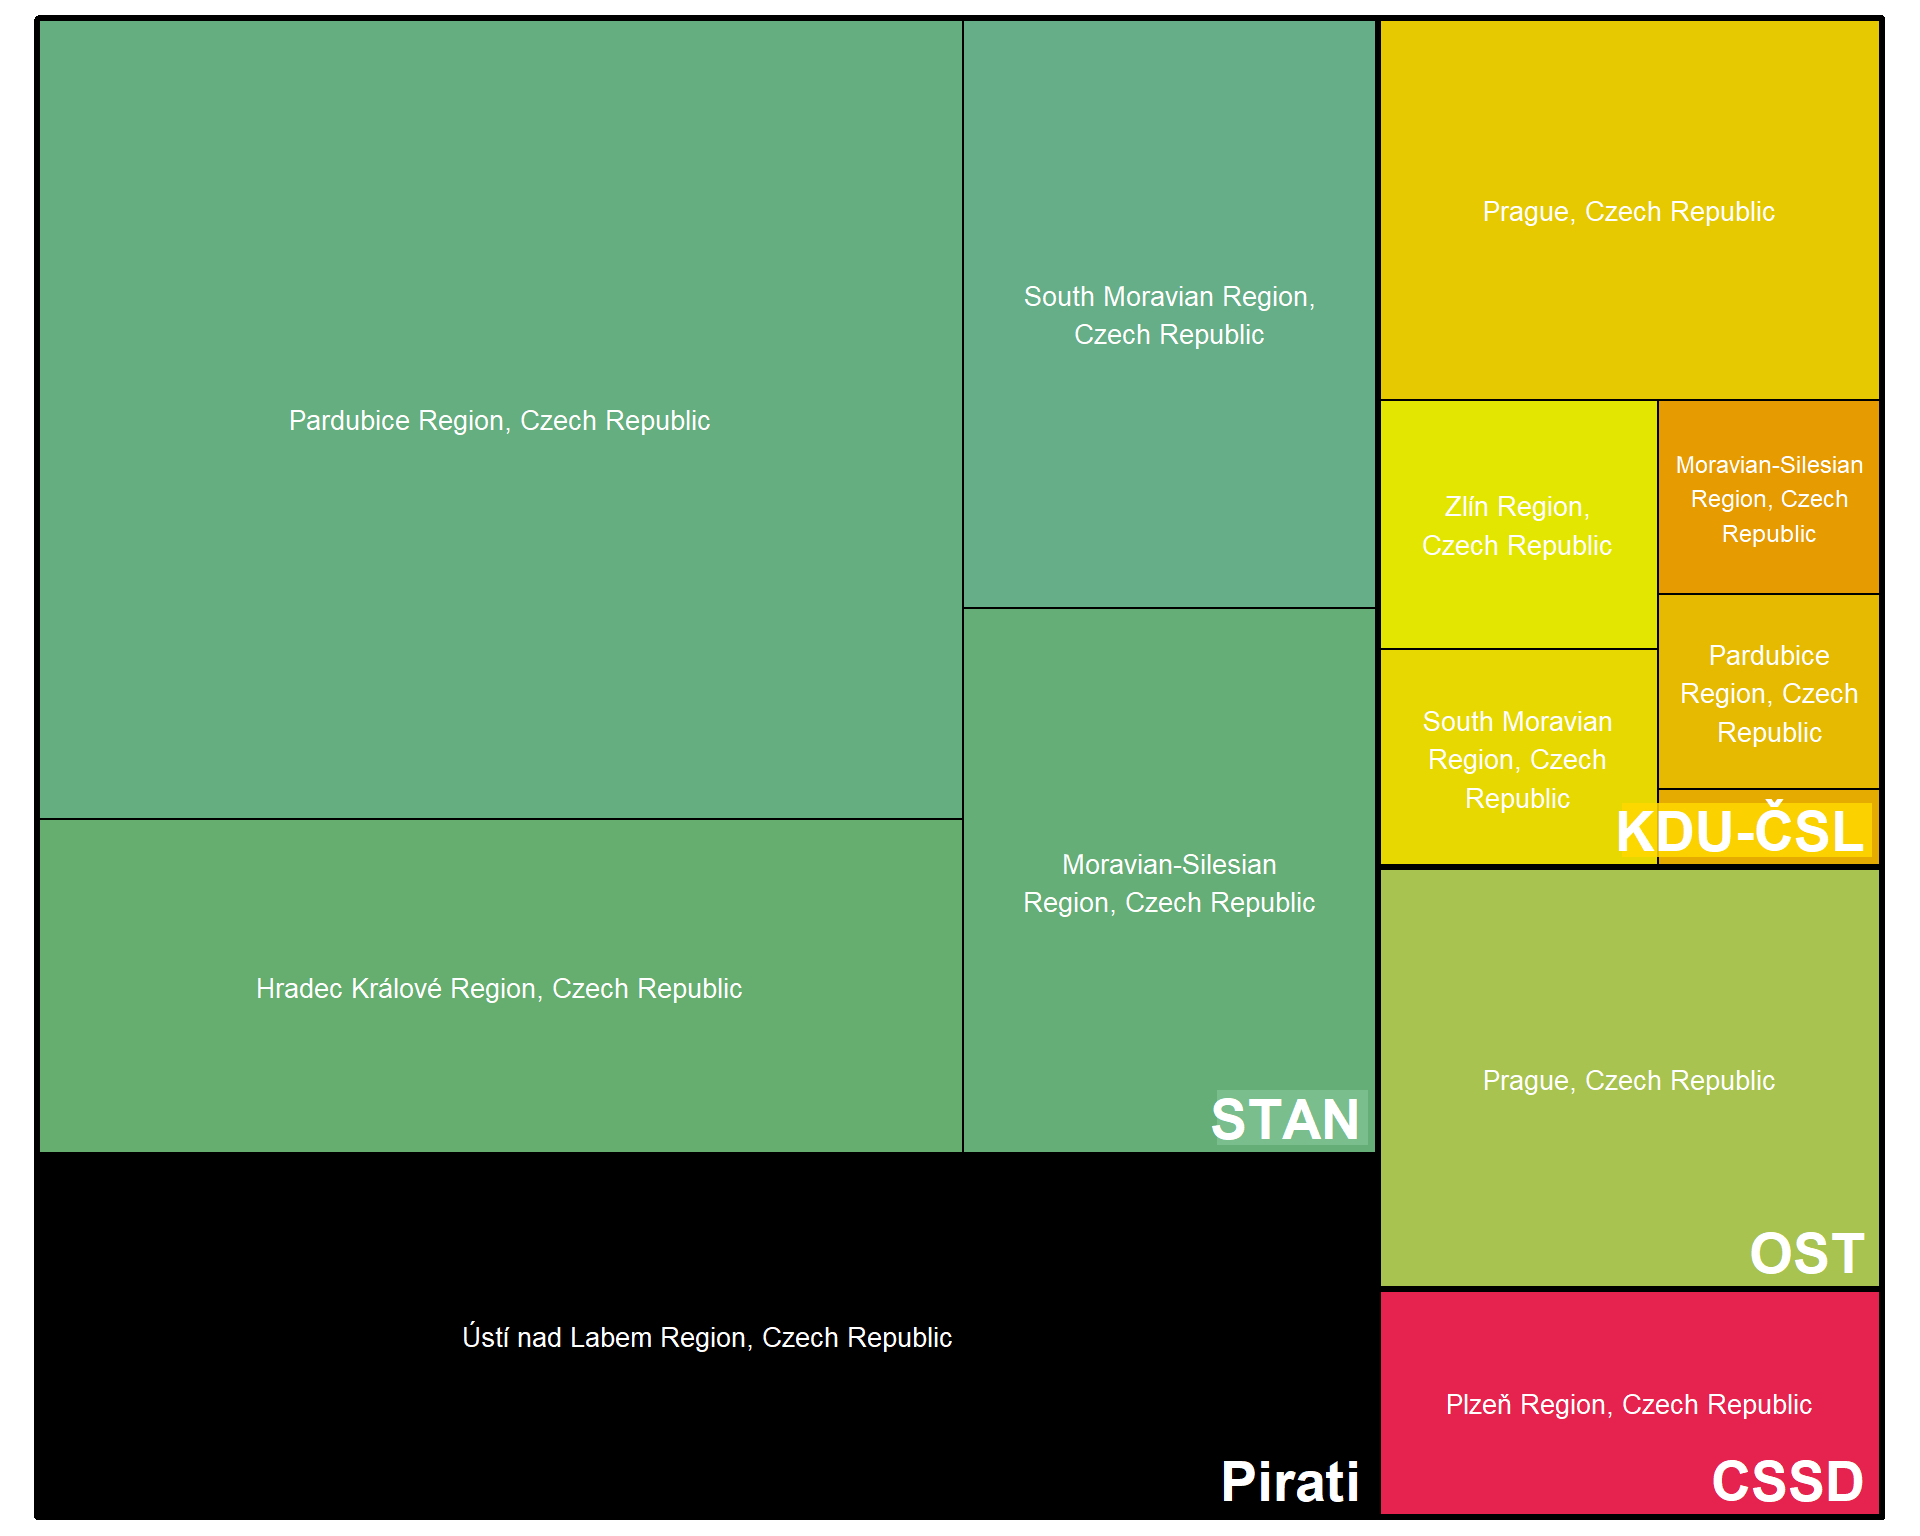 Pardubice Region, Czech Republic
Hradec Králové Region, Czech Republic
South Moravian Region,
Czech Republic
Moravian-Silesian
Region, Czech Republic
STAN
Ústí nad Labem Region, Czech Republic
Pirati
Prague, Czech Republic
Zlín Region,
Czech Republic
South Moravian
Region, Czech
Republic
Moravian-Silesian
Region, Czech
Republic
Pardubice
Region, Czech
Republic
KDU-ČSL
Prague, Czech Republic
OST
Plzeň Region, Czech Republic
CSSD